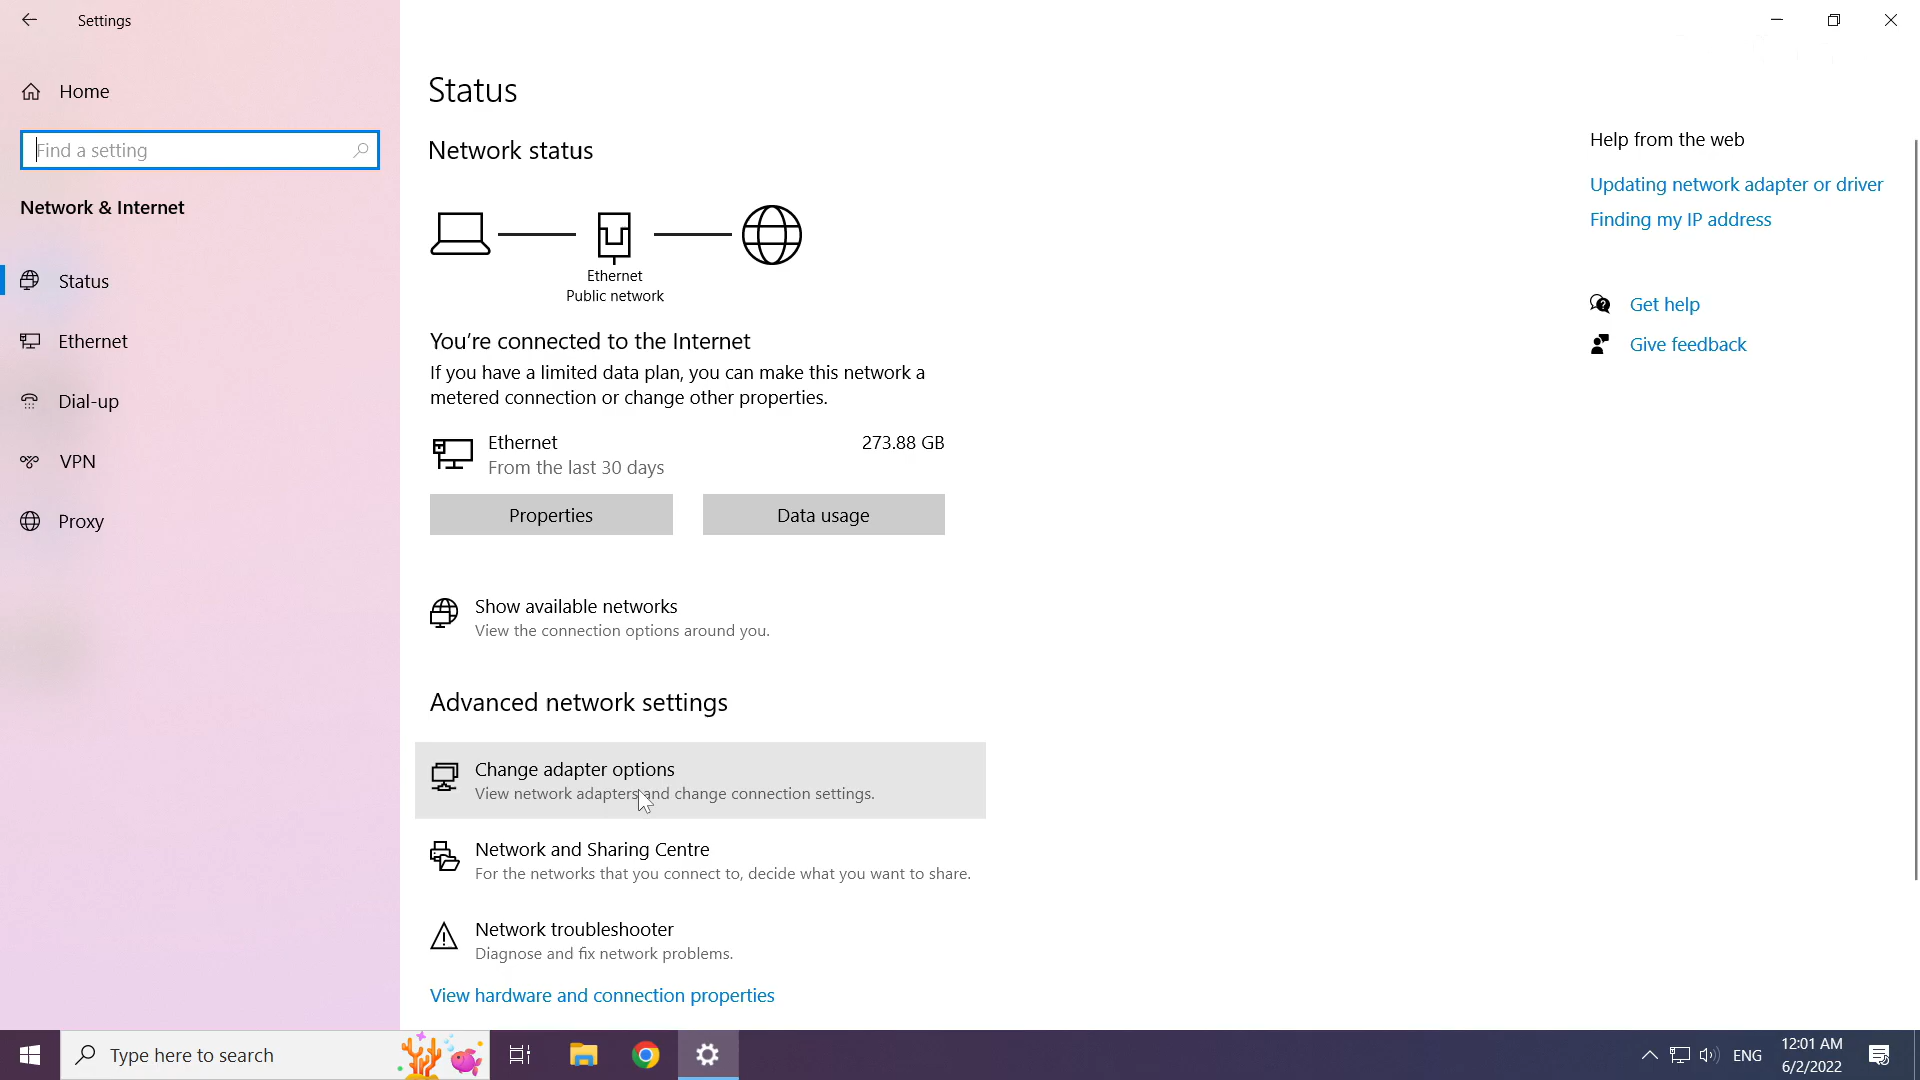 Settings
Home
Find a setting
Network & Internet
Status
Ethernet
Dial-up
VPN
Proxy
Status
Network status
Ethernet
Public network
You're connected to the Internet
If you have a limited data plan, you can make this network a
metered connection or change other properties.
Ethernet 273.88 GB
From the last 30 days
Properties Data usage
Show available networks
View the connection options around you.
Advanced network settings
Change adapter options
View network adapters and change connection settings.
Network and Sharing Centre
For the networks that you connect to, decide what you want to share.
Network troubleshooter
Diagnose and fix network problems.
View hardware and connection properties
Help from the web
Updating network adapter or driver
Finding my IP address
Get help
Give feedback
Type here to search
ENG
12:01 AM
6/2/2022